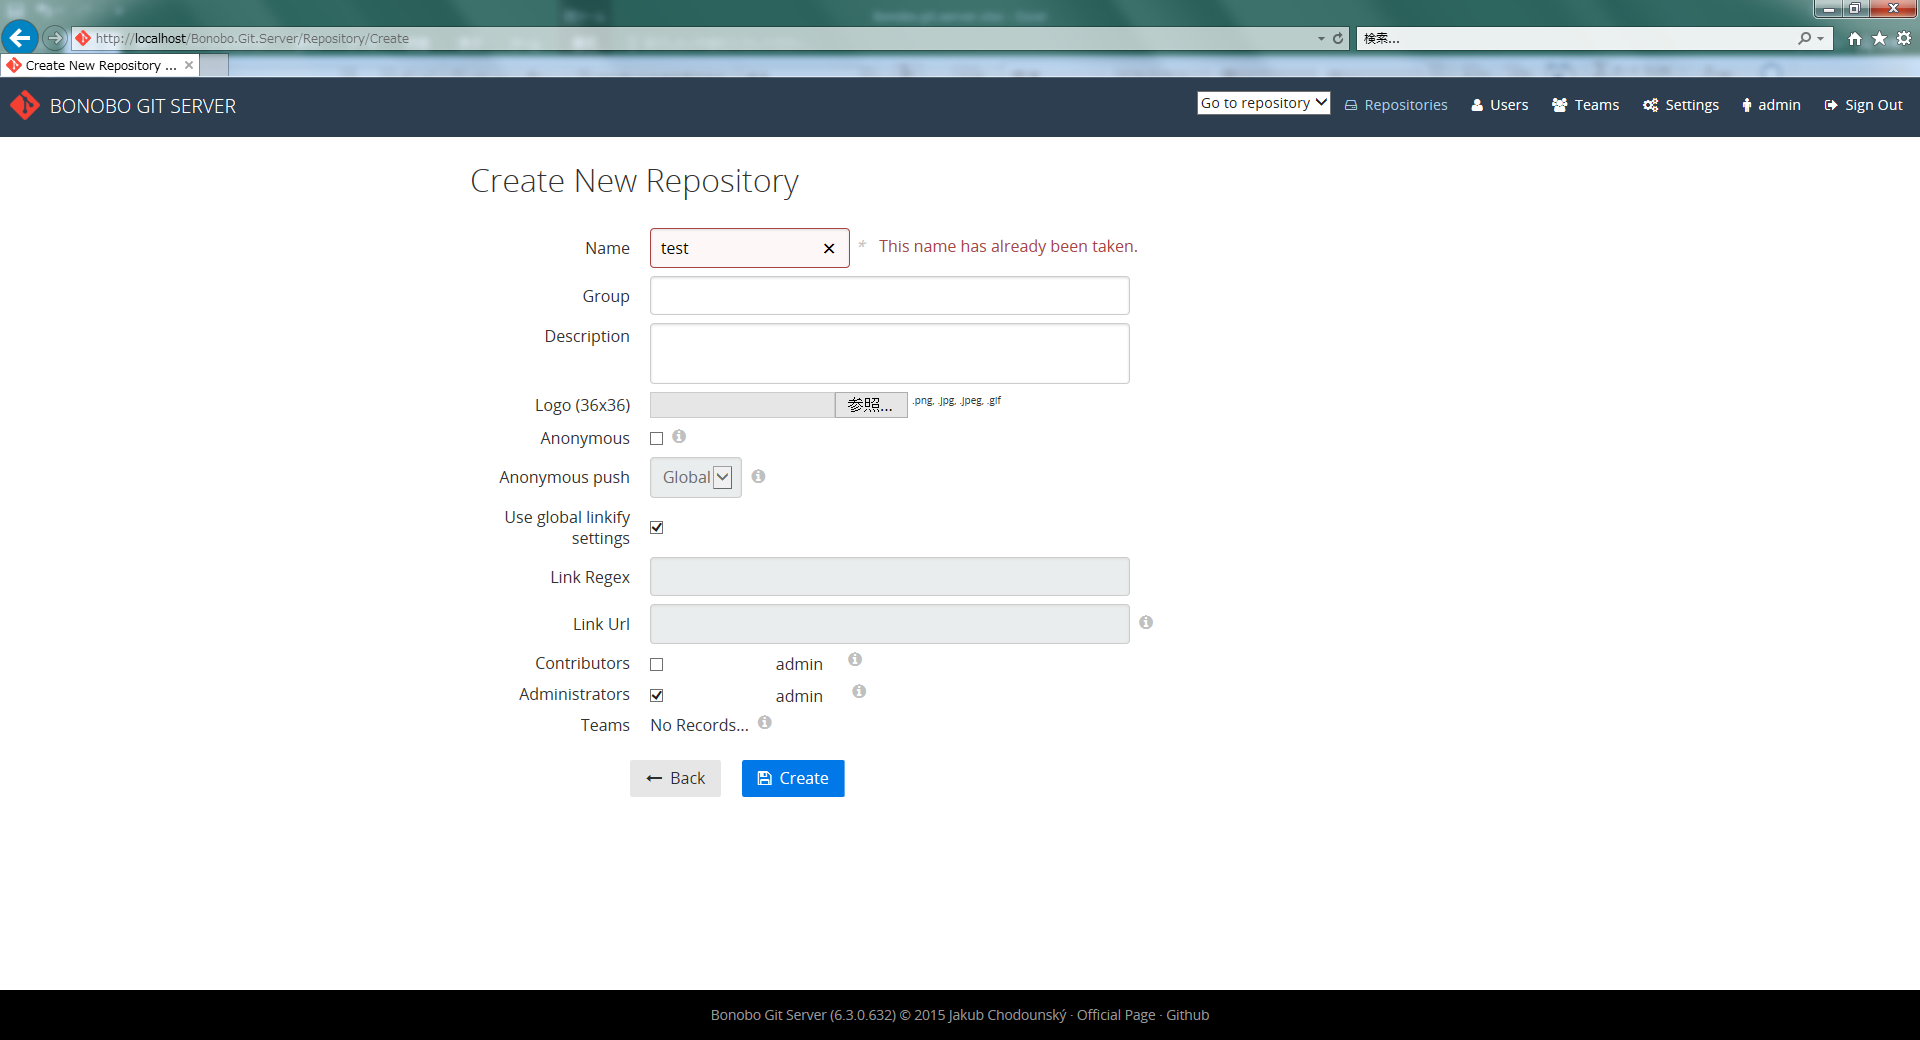 http://localhost/Bonobo.Git.Server/Repository/Create
検索...
Create New Repository ...
BONOBO GIT SERVER
Go to repository
Repositories
Users
Teams
Settings
admin
Sign Out
Create New Repository
Name
test
* This name has already been taken.
Group
Description
Logo (36x36)
参照...
.png, .jpg, .jpeg, .gif
Anonymous
Anonymous push
Global
Use global linkify
settings
Link Regex
Link Url
Contributors
admin
Administrators
admin
Teams
No Records...
Back
Create
Bonobo Git Server (6.3.0.632) © 2015 Jakub Chodounský · Official Page · Github